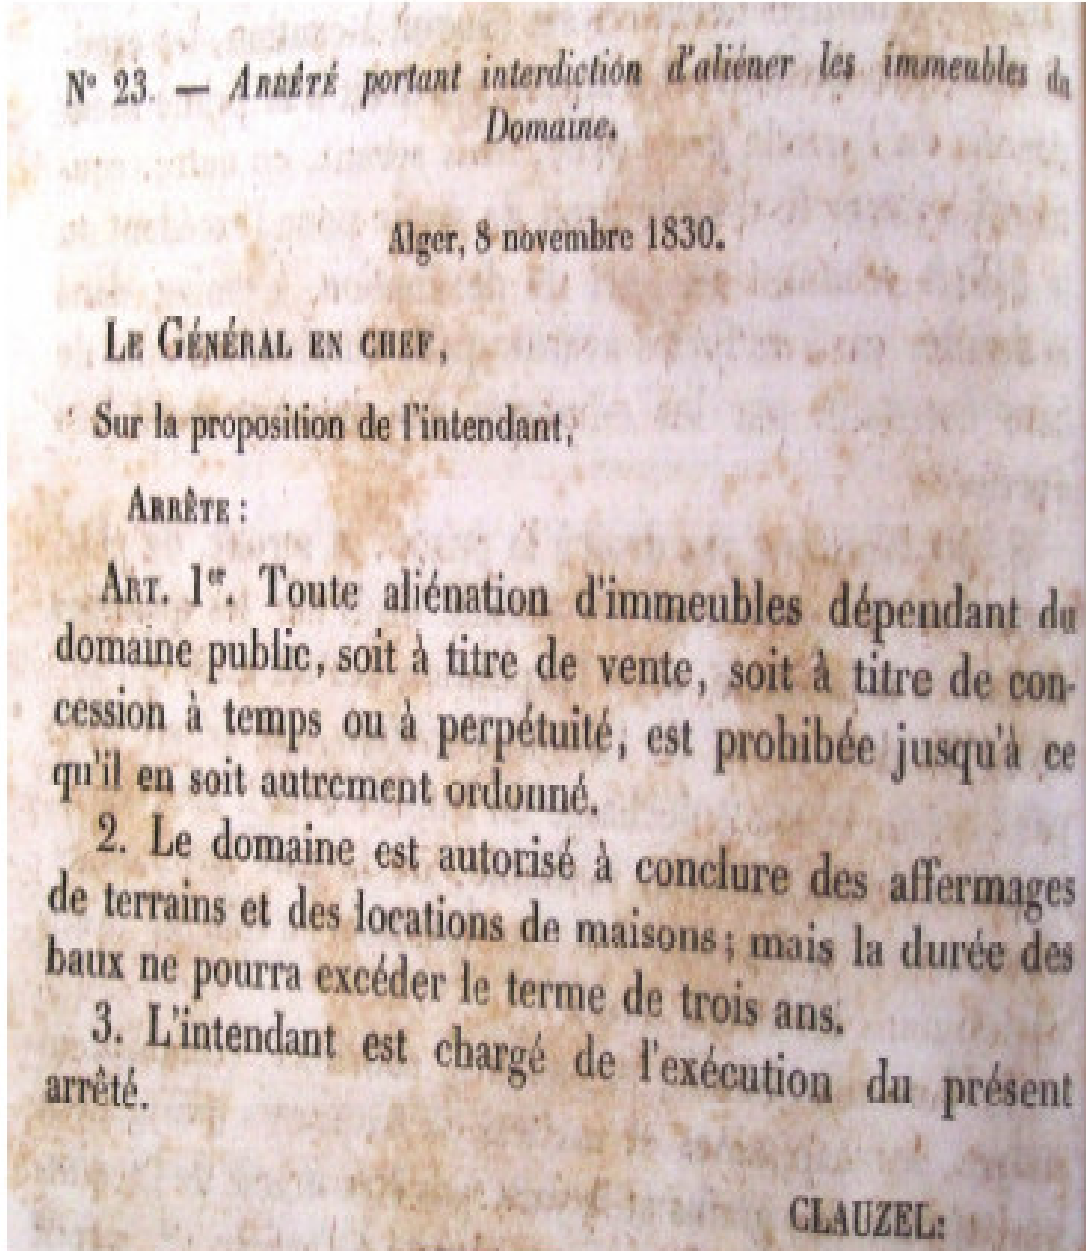 N° 23. — ARRÊTÉ portant interdiction d'aliéner les immeubles du
Domaine.
Alger, 8 novembre 1830.
LE GÉNÉRAL EN CHEF,
Sur la proposition de l'intendant,
ARRÊTE :
ART. 1er. Toute aliénation d'immeubles dépendant du
domaine public, soit à titre de vente, soit à titre de con-
cession à temps ou à perpétuité, est prohibée jusqu'à ce
qu'il en soit autrement ordonné.
2. Le domaine est autorisé à conclure des affermages
de terrains et des locations de maisons ; mais la durée des
baux ne pourra excéder le terme de trois ans.
3. L'intendant est chargé de l'exécution du présent
arrêté.
CLAUZEL.